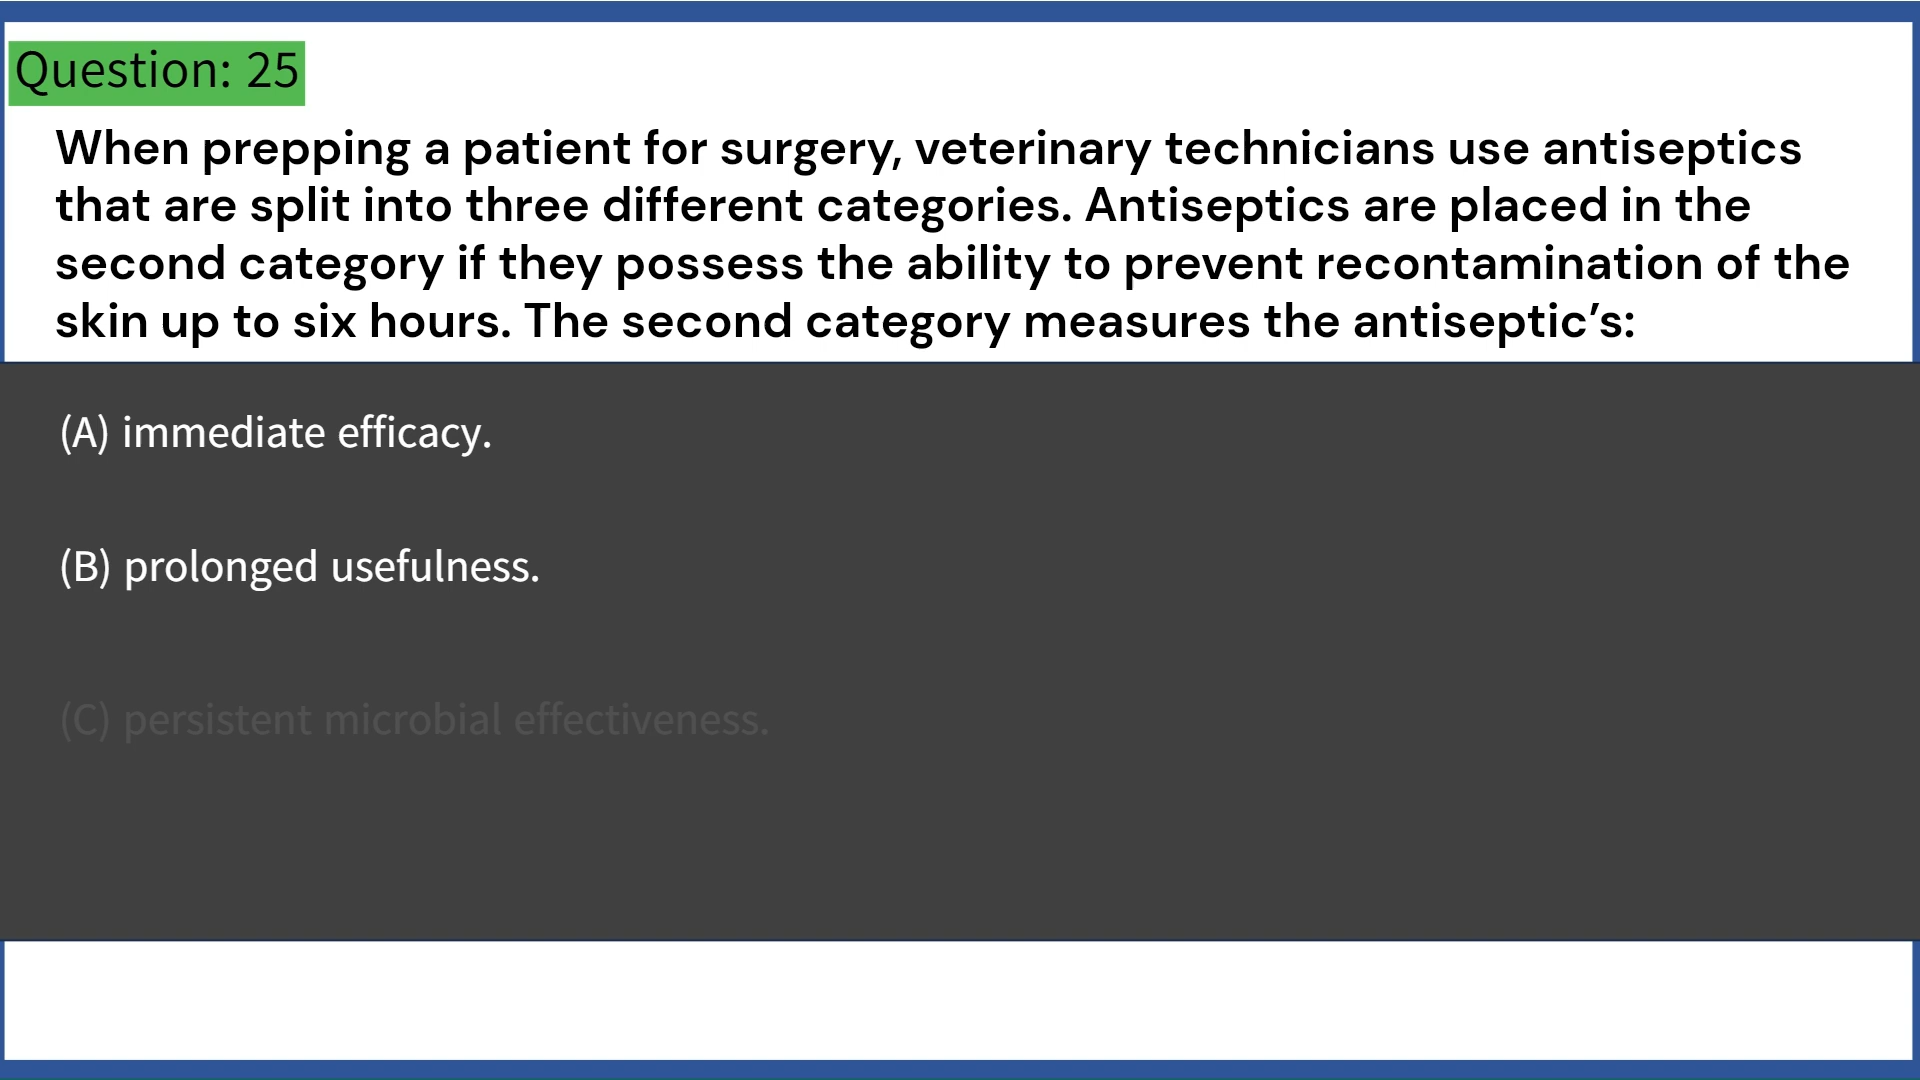 Question: 25
When prepping a patient for surgery, veterinary technicians use antiseptics
that are split into three different categories. Antiseptics are placed in the
second category if they possess the ability to prevent recontamination of the
skin up to six hours. The second category measures the antiseptic’s:
(A) immediate efficacy.
(B) prolonged usefulness.
(C) persistent microbial effectiveness.